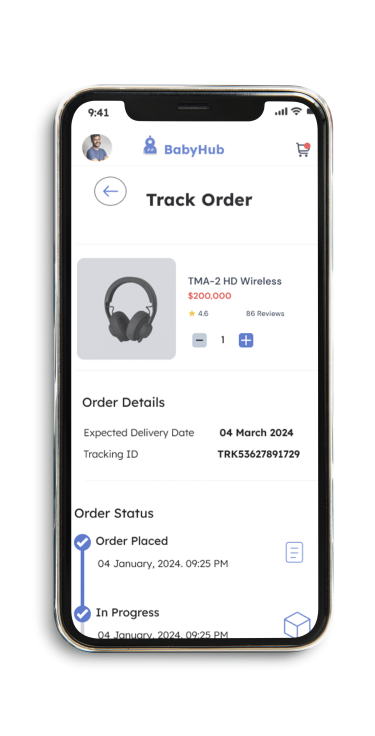 9:41
BabyHub
Track Order
TMA-2 HD Wireless
$200,000
4.6 86 Reviews
1
Order Details
Expected Delivery Date 04 March 2024
Tracking ID TRK53627891729
Order Status
Order Placed
04 January, 2024. 09:25 PM
In Progress
04 January, 2024. 09:25 PM